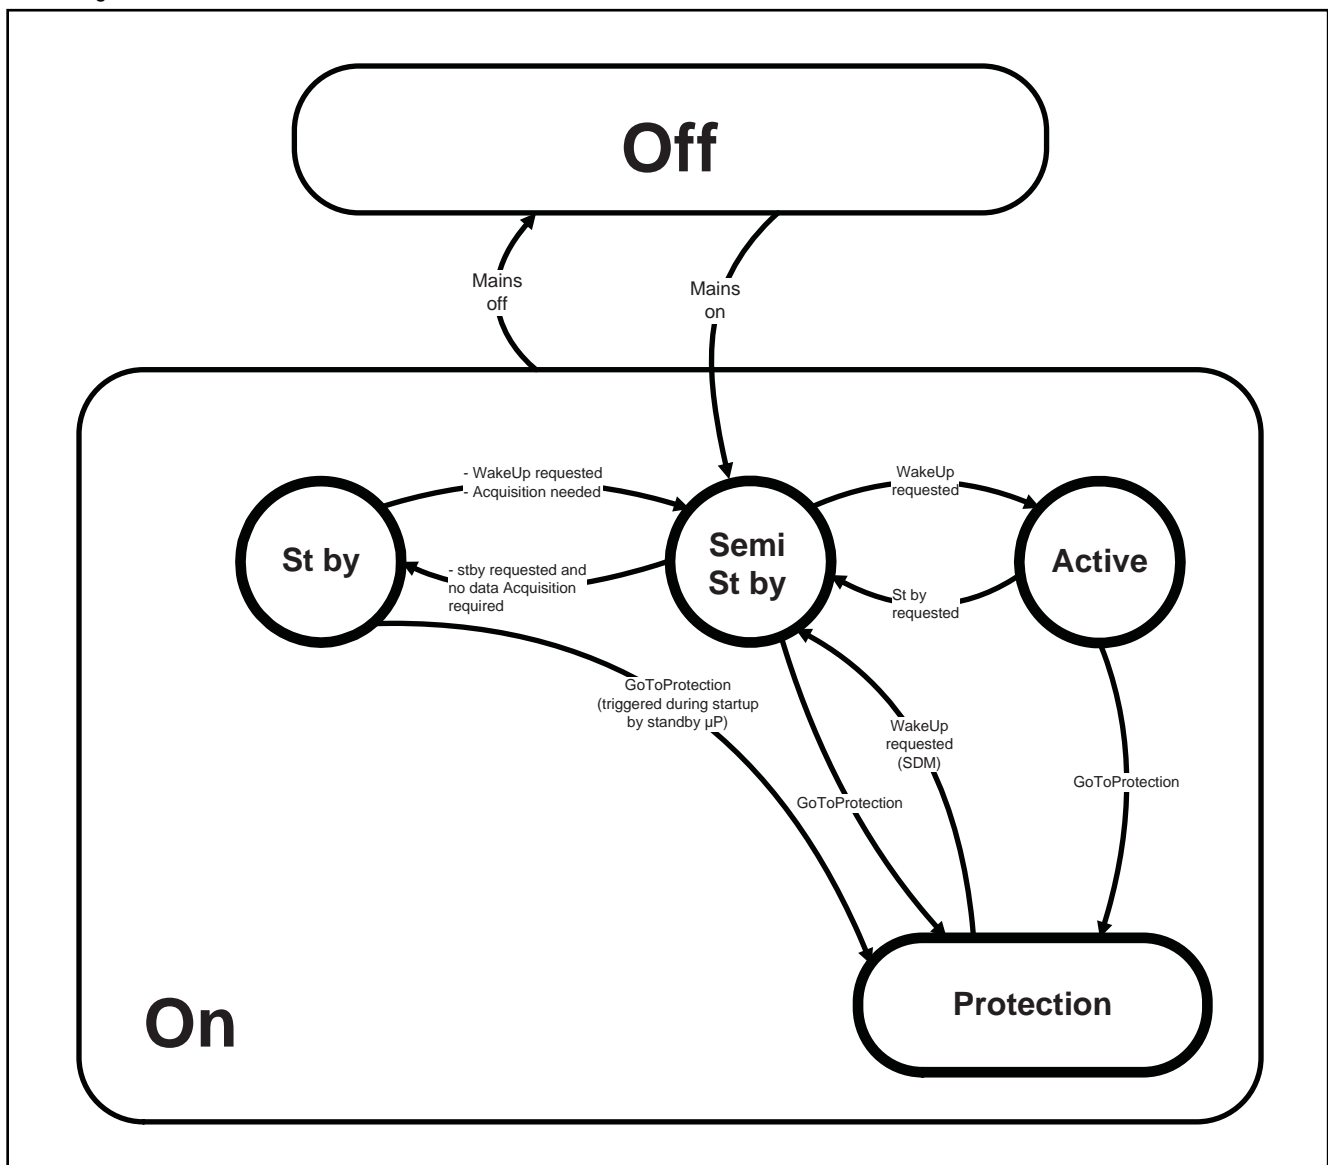 Off
Mains
off
Mains
on
- WakeUp requested
- Acquisition needed
WakeUp
requested
St by
Semi
St by
Active
- stby requested and
no data Acquisition
required
St by
requested
GoToProtection
(triggered during startup
by standby µP)
WakeUp
requested
(SDM)
GoToProtection
GoToProtection
Protection
On